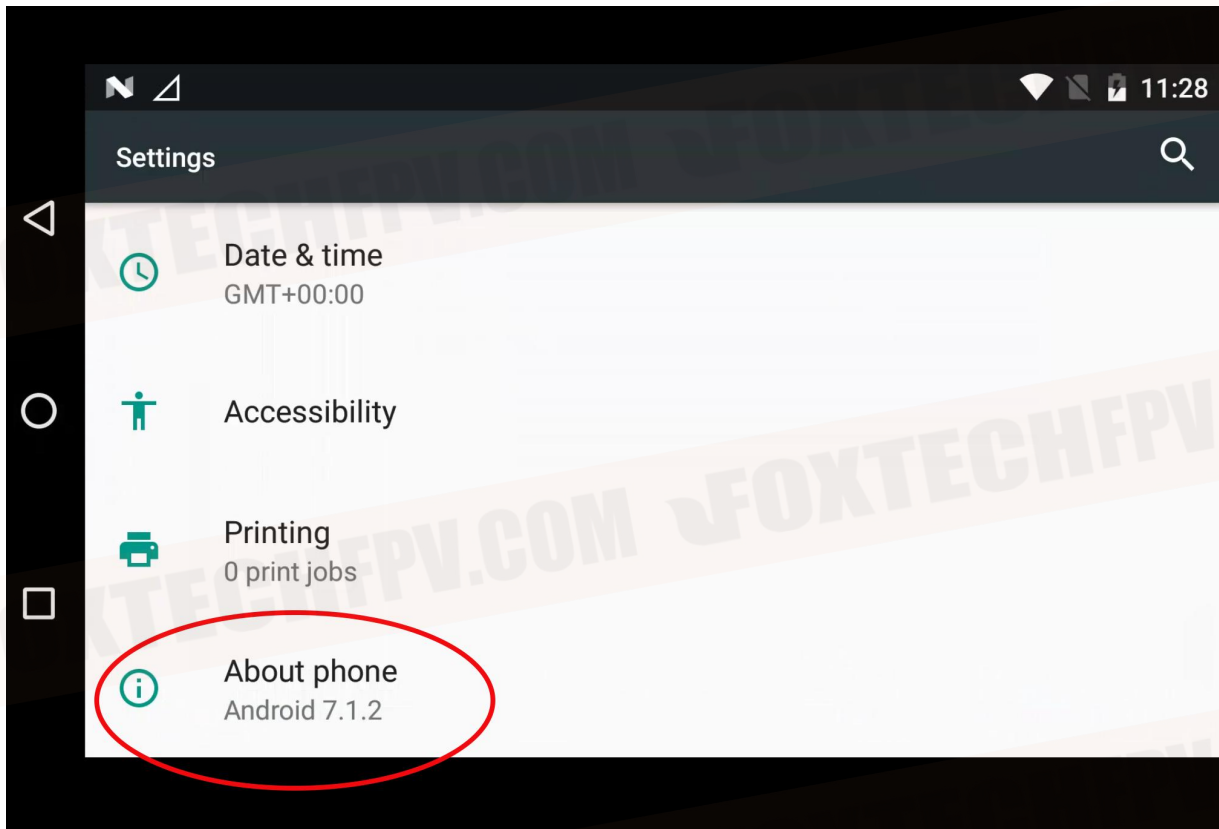 11:28
Settings
Date & time
GMT+00:00
Accessibility
Printing
0 print jobs
About phone
Android 7.1.2
FOXTECHFPV.COM FOXTECHFPV